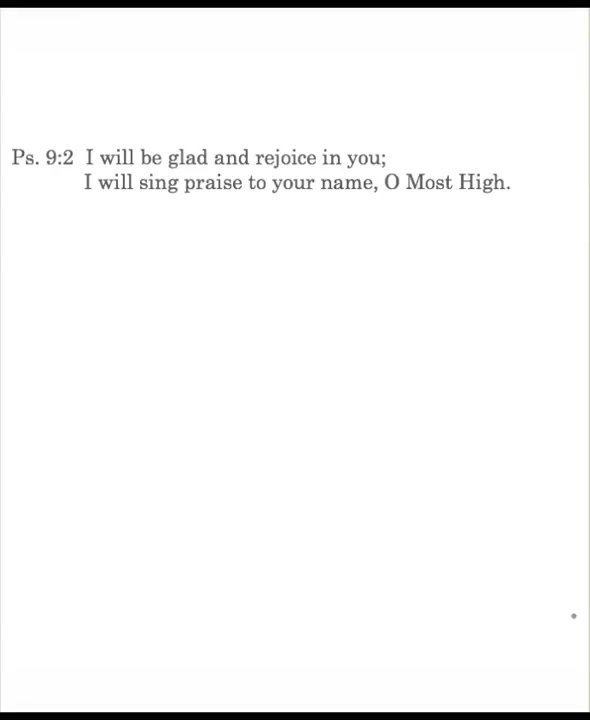 Ps. 9:2 I will be glad and rejoice in you;
I will sing praise to your name, O Most High.